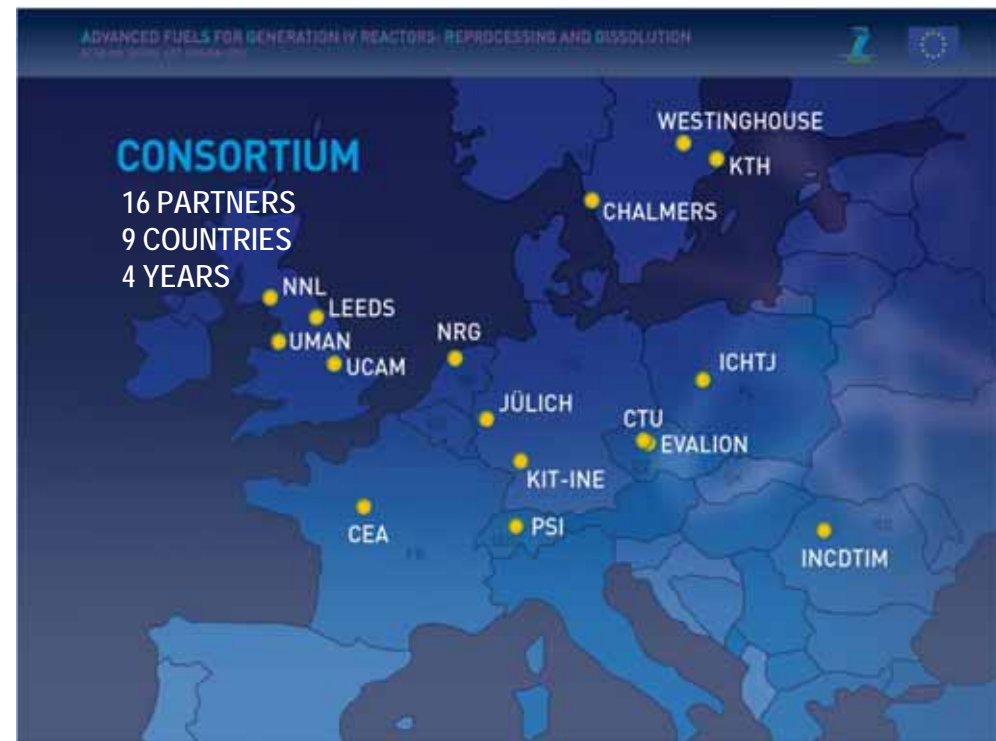 ADVANCED FUELS FOR GENERATION IV REACTORS: REPROCESSING AND DISSOLUTION
CONSORTIUM
16 PARTNERS
9 COUNTRIES
4 YEARS
WESTINGHOUSE
KTH
CHALMERS
NNL
LEEDS
UMAN
UCAM
NRG
ICHTJ
JÜLICH
CTU
EVALION
KIT-INE
CEA
PSI
INCDTIM